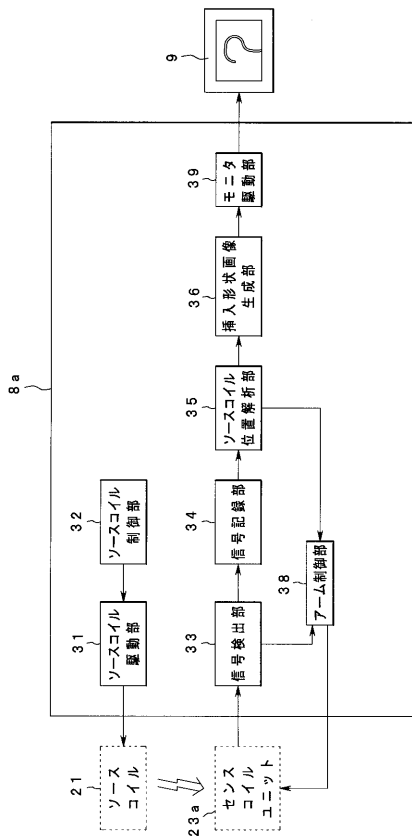 8a
9
32
ソースコイル
制御部
31
ソースコイル
駆動部
21
ソース
コイル
39
モニタ
駆動部
36
挿入形状画像
生成部
35
ソースコイル
位置解析部
34
信号記録部
33
信号検出部
38
アーム制御部
23a
センス
コイル
ユニット